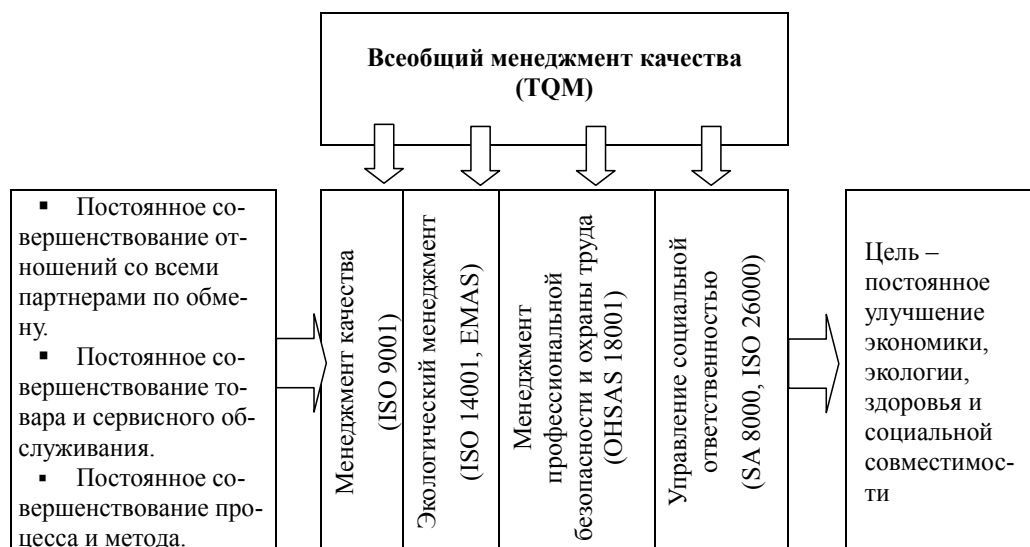 Всеобщий менеджмент качества
(TQM)
▪ Постоянное со-
вершенствование от-
ношений со всеми
партнерами по обме-
ну.
▪ Постоянное со-
вершенствование то-
вара и сервисного об-
служивания.
▪ Постоянное со-
вершенствование про-
цесса и метода.
Менеджмент качества
(ISO 9001)
Экологический менеджмент
(ISO 14001, EMAS)
Менеджмент
профессиональной
безопасности и охраны труда
(OHSAS 18001)
Управление социальной
ответственностью
(SA 8000, ISO 26000)
Цель –
постоянное
улучшение
экономики,
экологии,
здоровья и
социальной
совместимос-
ти